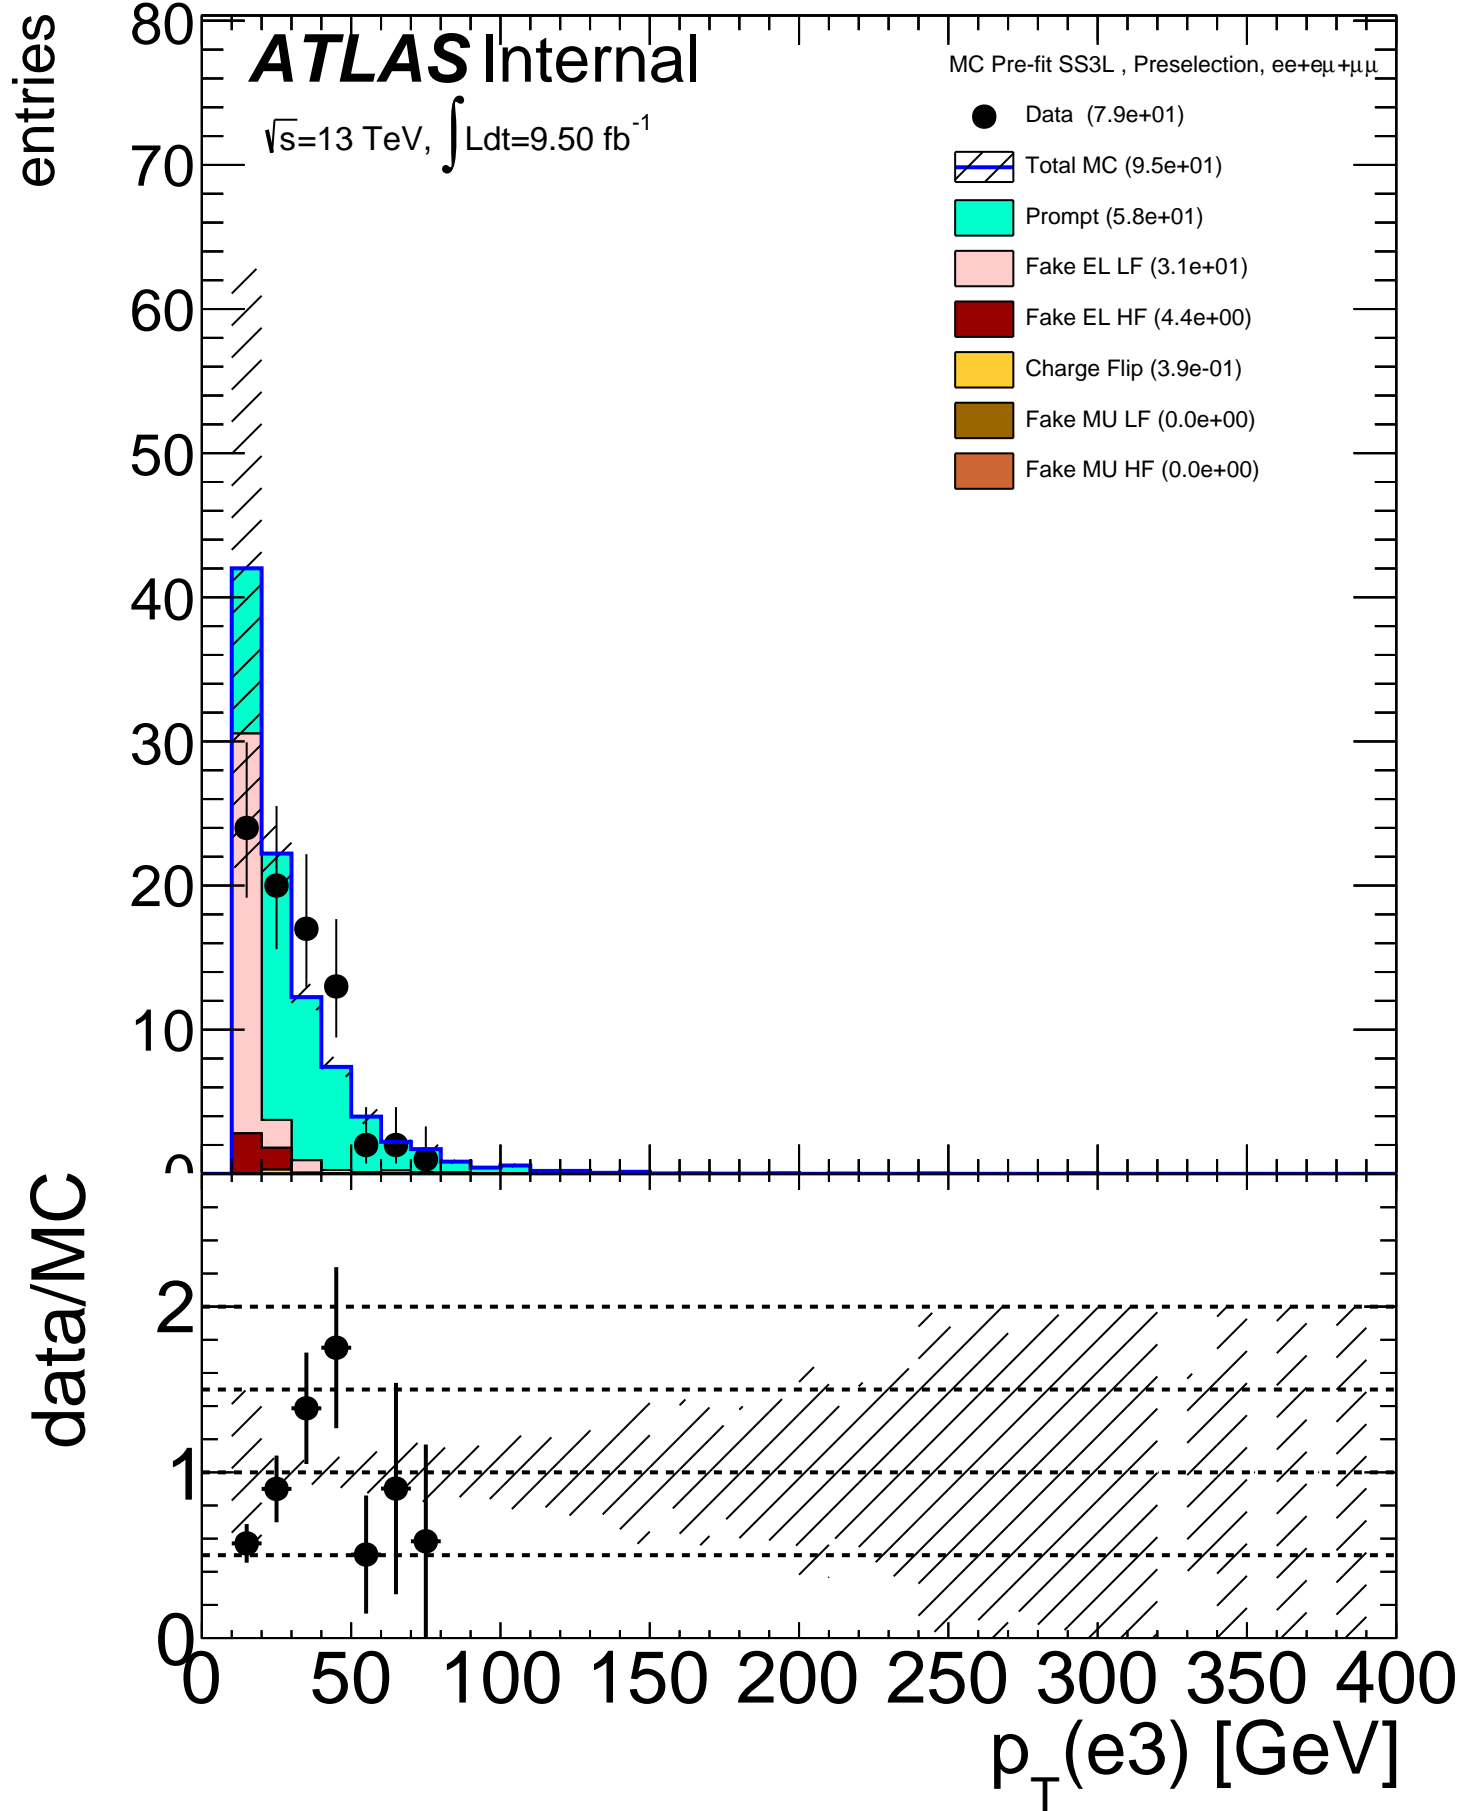 entries
80
70
60
50
40
30
20
10
0
ATLAS Internal
√s=13 TeV, ∫Ldt=9.50 fb⁻¹
MC Pre-fit SS3L , Preselection, ee+eμ+μμ
Data (7.9e+01)
Total MC (9.5e+01)
Prompt (5.8e+01)
Fake EL LF (3.1e+01)
Fake EL HF (4.4e+00)
Charge Flip (3.9e-01)
Fake MU LF (0.0e+00)
Fake MU HF (0.0e+00)
data/MC
2
1
0
0 50 100 150 200 250 300 350 400
p_T(e3) [GeV]